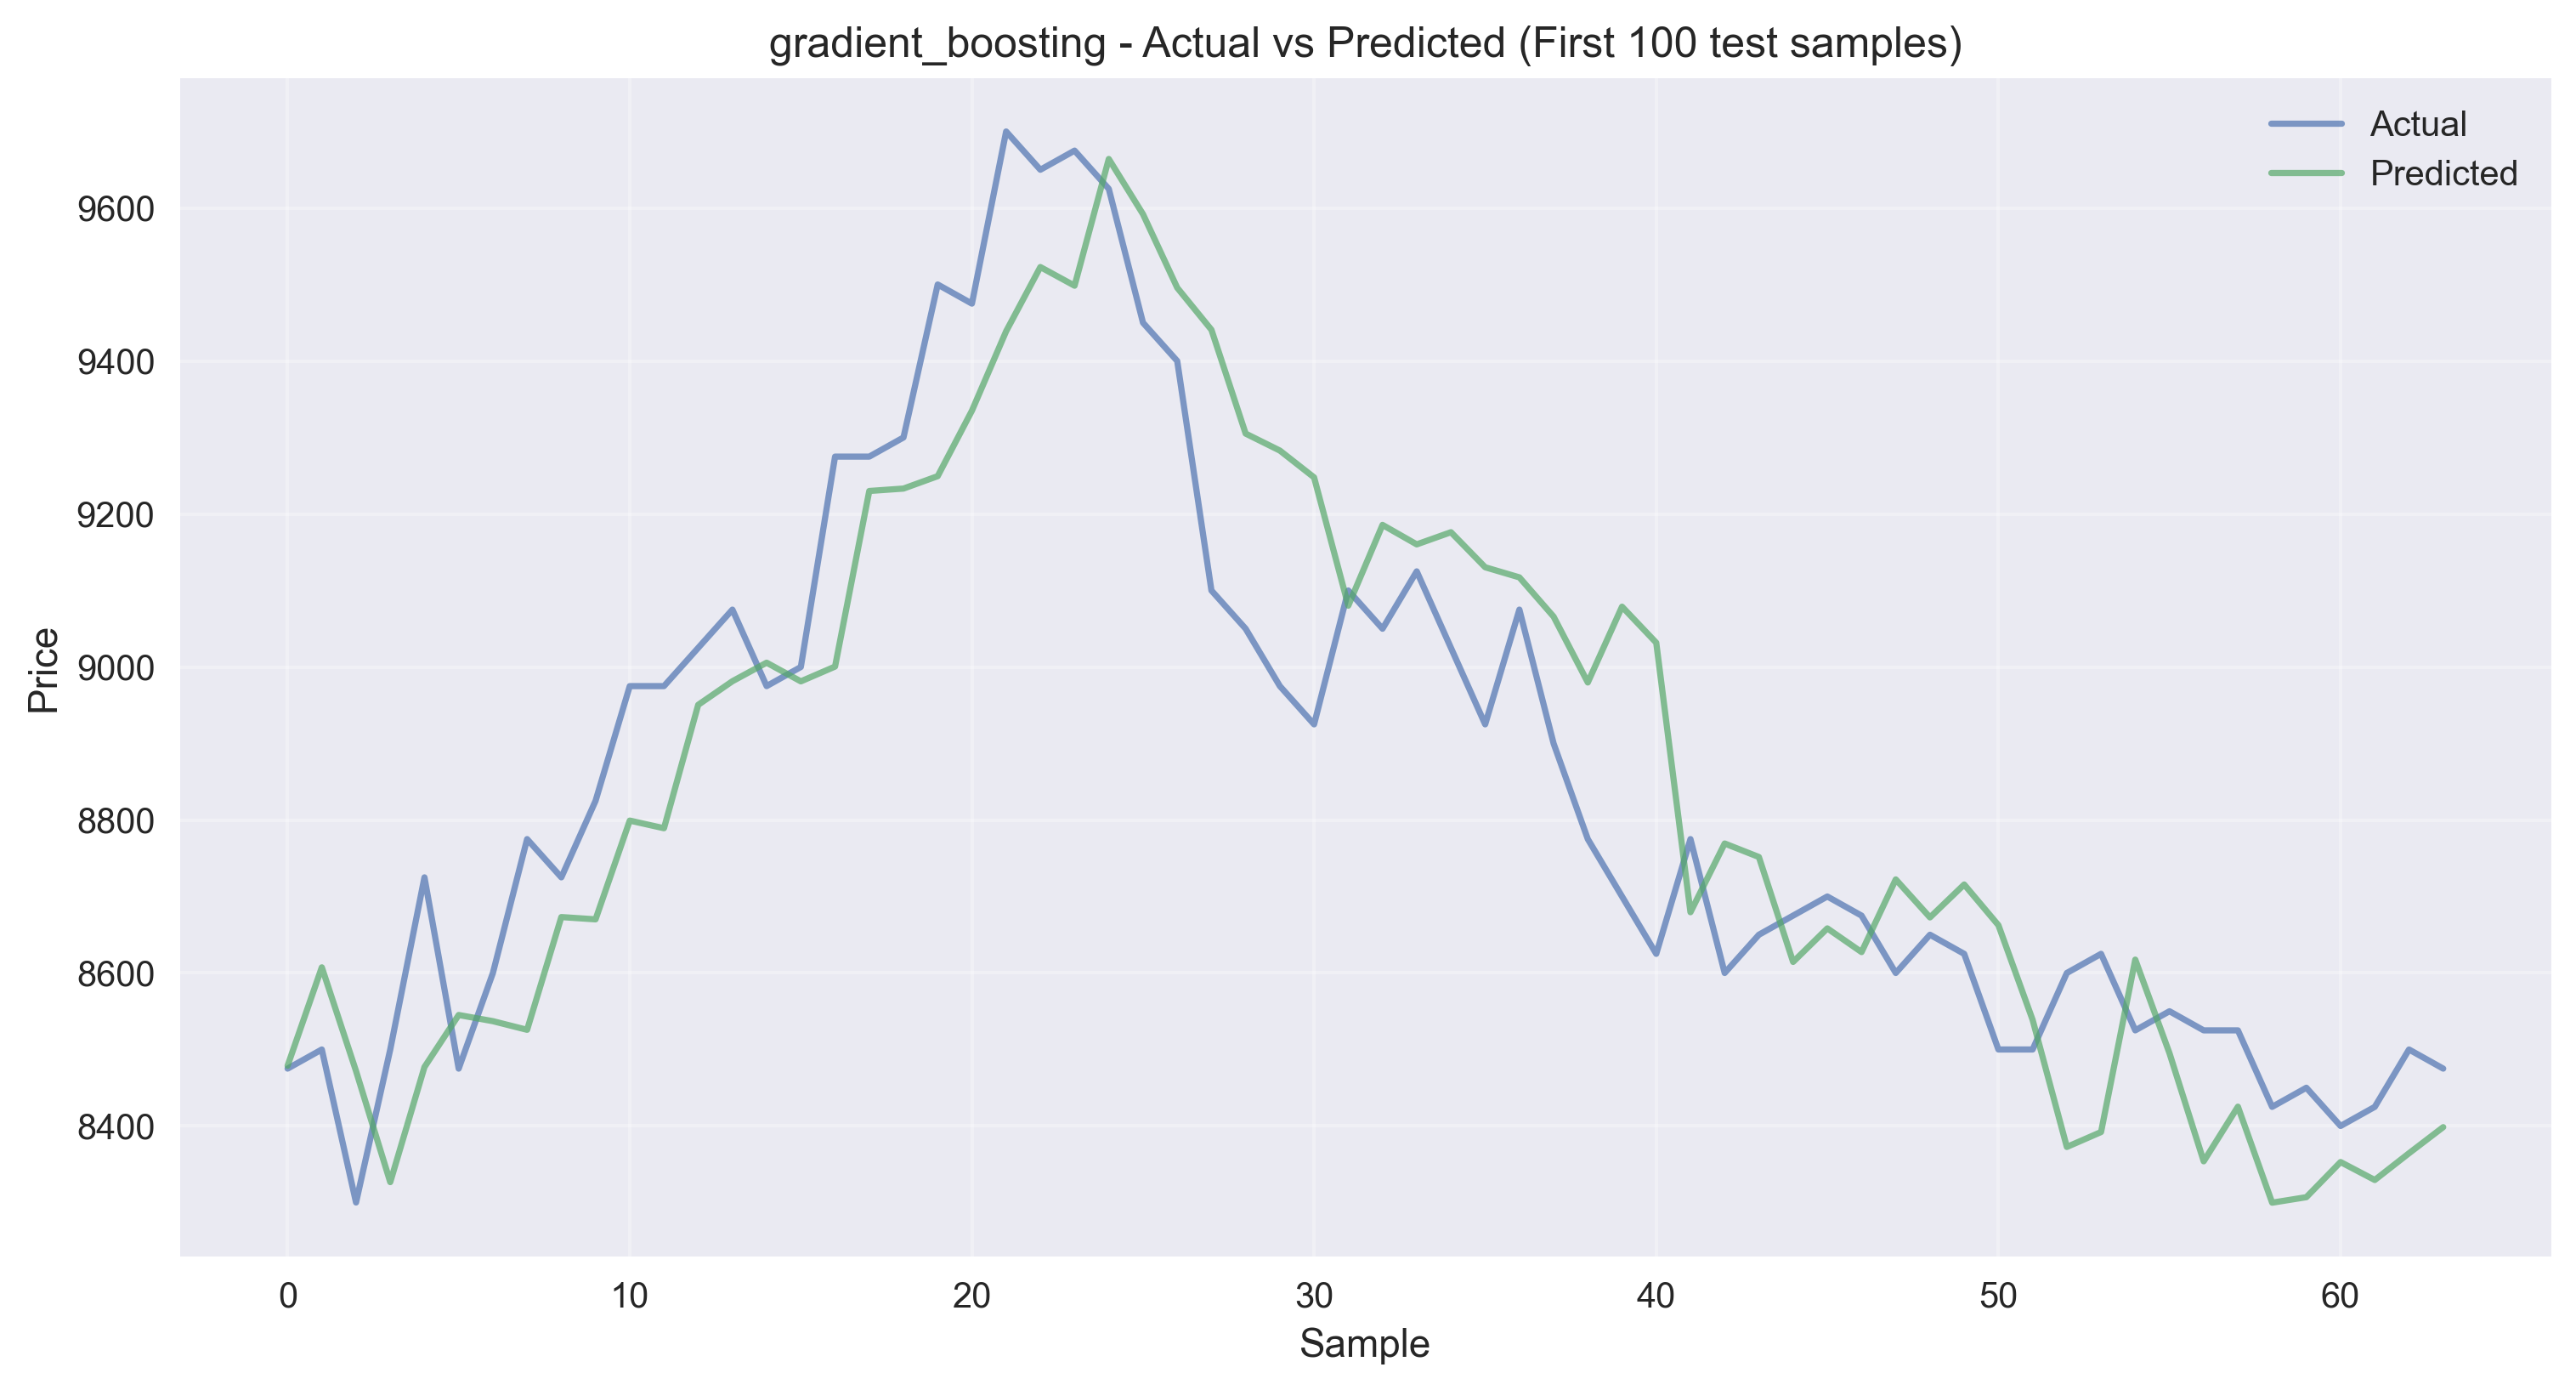 gradient_boosting - Actual vs Predicted (First 100 test samples)
Actual
Predicted
9600
9400
9200
9000
8800
8600
8400
Price
0 10 20 30 40 50 60
Sample